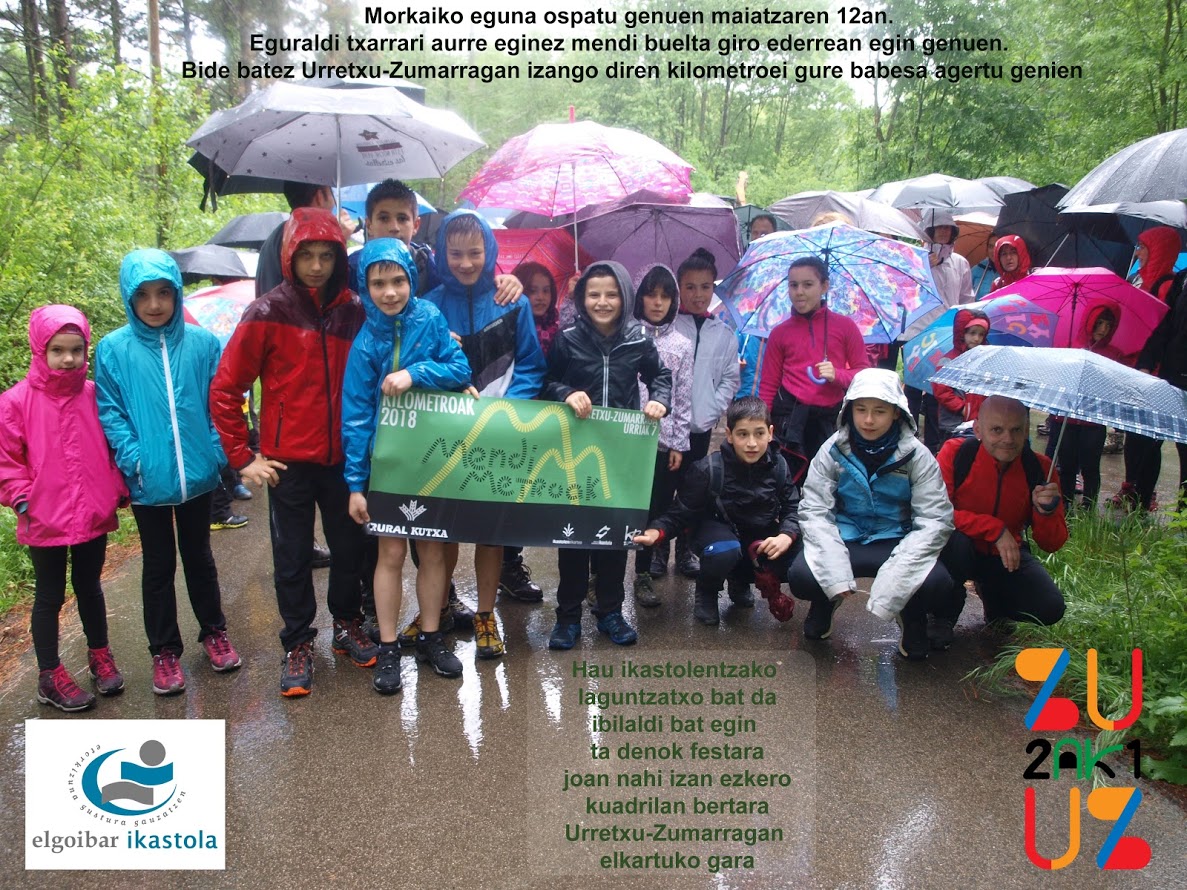 Morkaiko eguna ospatu genuen maiatzaren 12an.
Eguraldi txarrari aurre eginez mendi buelta giro ederrean egin genuen.
Bide batez Urretxu-Zumarragan izango diren kilometroei gure babesa agertu genien
KILOMETROAK
2018
URRIAK 7
Mendi
RURAL KUTXA
Hau ikastolentzako
laguntzatxo bat da
ibilaldi bat egin
ta denok festara
joan nahi izan ezkero
kuadrilan bertara
Urretxu-Zumarragan
elkartuko gara
eterkizuna gustura gauzatzen
elgoibar ikastola
ZU
2AK1
UZ